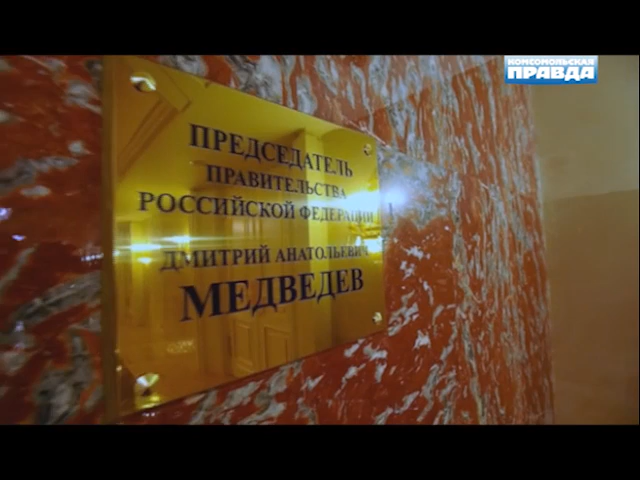 КОМСОМОЛЬСКАЯ
ПРАВДА
ПРЕДСЕДАТЕЛЬ
ПРАВИТЕЛЬСТВА
РОССИЙСКОЙ ФЕДЕРАЦИИ
ДМИТРИЙ АНАТОЛЬЕВИЧ
МЕДВЕДЕВ